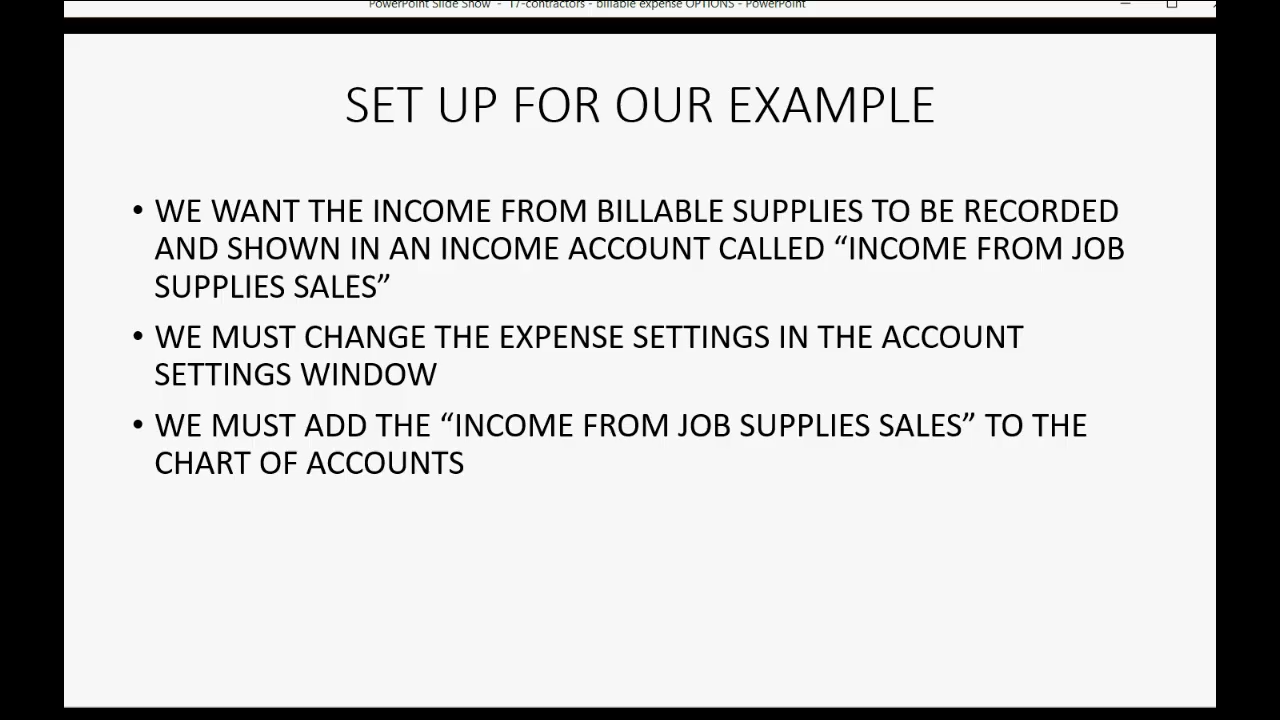 PowerPoint Slide Show - 17-contractors - billable expense OPTIONS - PowerPoint
SET UP FOR OUR EXAMPLE
• WE WANT THE INCOME FROM BILLABLE SUPPLIES TO BE RECORDED
AND SHOWN IN AN INCOME ACCOUNT CALLED “INCOME FROM JOB
SUPPLIES SALES”
• WE MUST CHANGE THE EXPENSE SETTINGS IN THE ACCOUNT
SETTINGS WINDOW
• WE MUST ADD THE “INCOME FROM JOB SUPPLIES SALES” TO THE
CHART OF ACCOUNTS